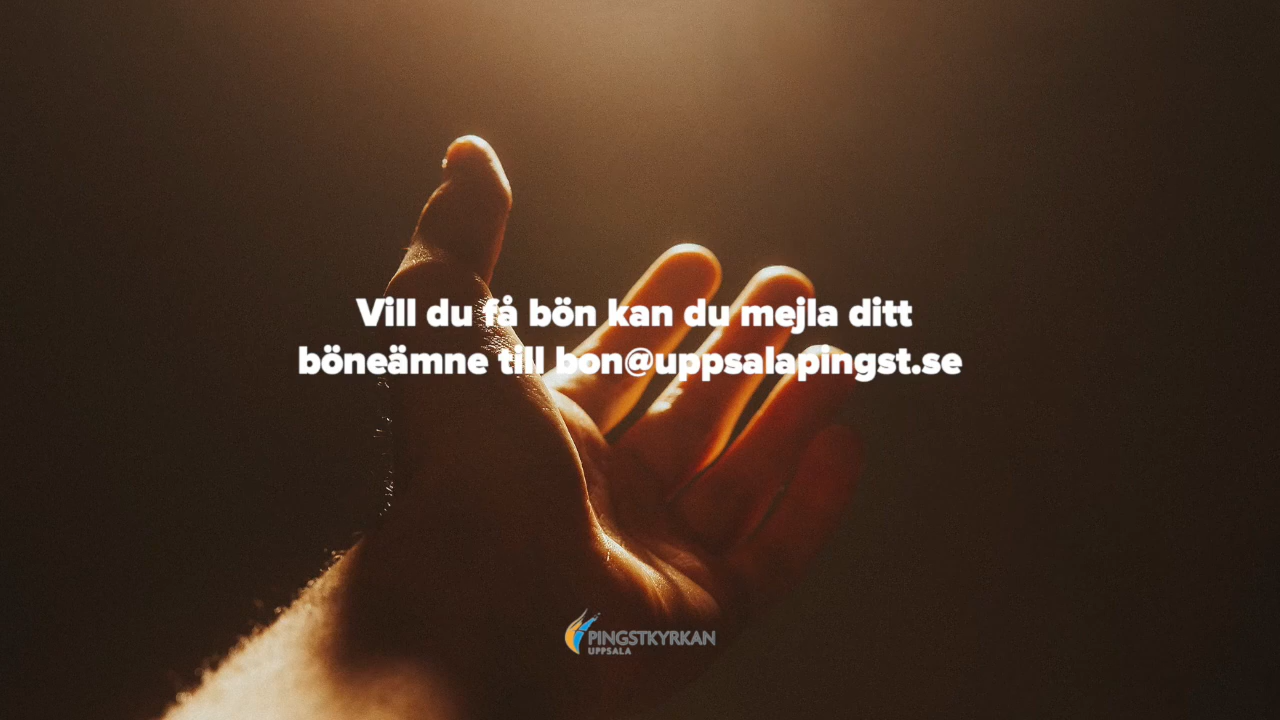 Vill du få bön kan du mejla ditt
böneämne till bon@uppsalapingst.se
PINGSTKYRKAN
UPPSALA